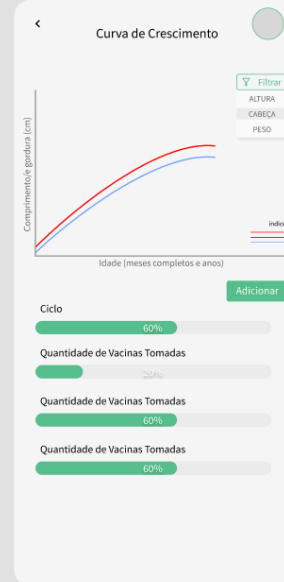 Curva de Crescimento
Filtrar
ALTURA
CABEÇA
PESO
Comprimento/e gordura (cm)
Idade (meses completos e anos)
Adicionar
Ciclo
60%
Quantidade de Vacinas Tomadas
20%
Quantidade de Vacinas Tomadas
60%
Quantidade de Vacinas Tomadas
60%